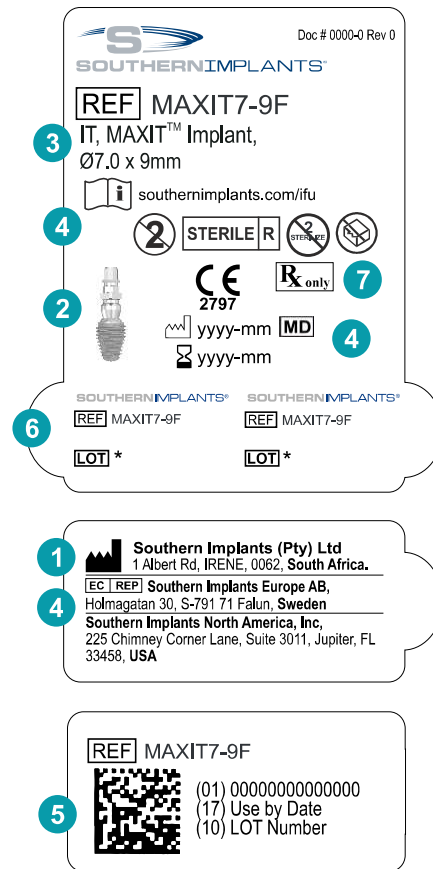 Doc # 0000-0 Rev 0
S
SOUTHERNIMPLANTS®
REF MAXIT7-9F
3
IT, MAXIT™ Implant,
Ø7.0 x 9mm
i southernimplants.com/ifu
4
2 STERILE R 2 STERILIZE
2
CE
2797
Rx only
7
yyyy-mm MD
4
yyyy-mm
SOUTHERNIMPLANTS® SOUTHERNIMPLANTS®
6
REF MAXIT7-9F REF MAXIT7-9F
LOT * LOT *
1
Southern Implants (Pty) Ltd
1 Albert Rd, IRENE, 0062, South Africa.
EC REP Southern Implants Europe AB,
4
Holmagatan 30, S-791 71 Falun, Sweden
Southern Implants North America, Inc,
225 Chimney Corner Lane, Suite 3011, Jupiter, FL
33458, USA
REF MAXIT7-9F
5
(01) 00000000000000
(17) Use by Date
(10) LOT Number